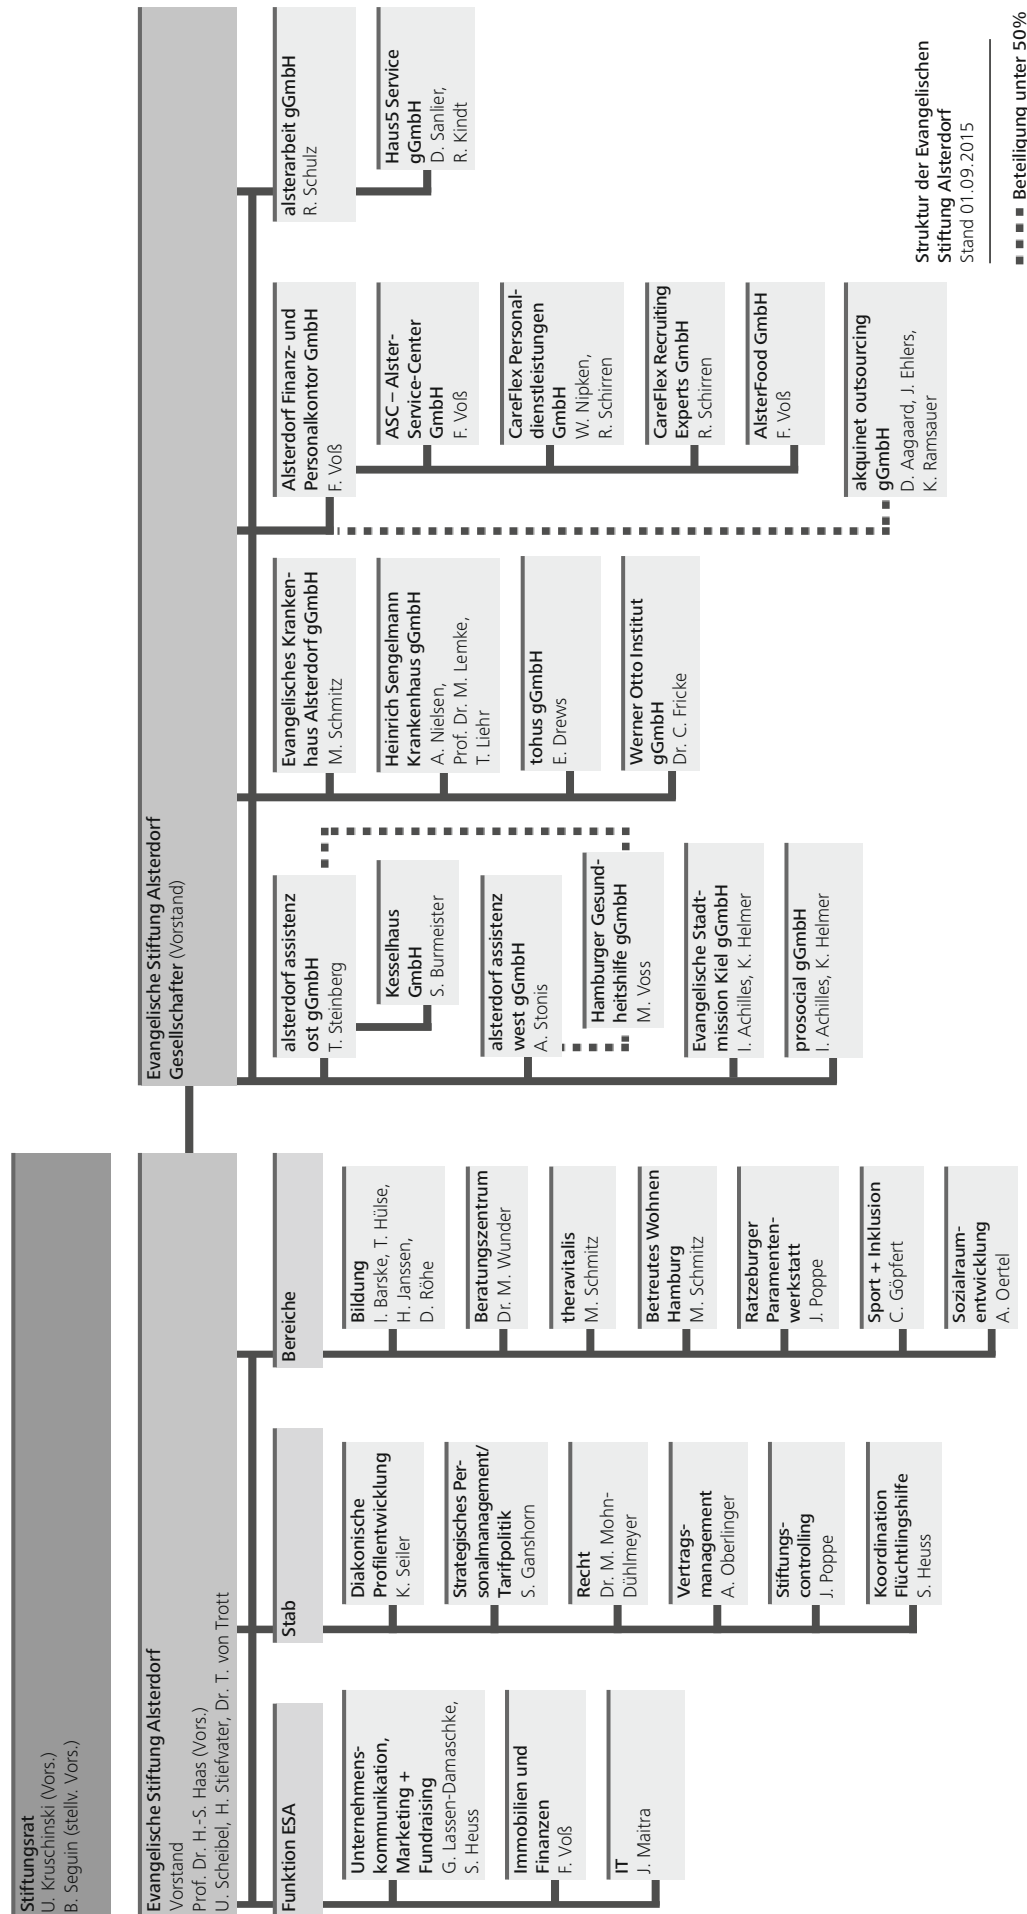 Stiftungsrat
U. Kruschinski (Vors.)
B. Seguin (stellv. Vors.)
Evangelische Stiftung Alsterdorf
Vorstand
Prof. Dr. H.-S. Haas (Vors.)
U. Scheibel, H. Stiefvater, Dr. T. von Trott
Funktion ESA
Unternehmens-
kommunikation,
Marketing +
Fundraising
G. Lassen-Damaschke,
S. Heuss
Immobilien und
Finanzen
F. Voß
IT
J. Maitra
Stab
Diakonische
Profilentwicklung
K. Seiler
Strategisches Per-
sonalmanagement/
Tarifpolitik
S. Ganshorn
Recht
Dr. M. Mohn-
Dühlmeyer
Vertrags-
management
A. Oberlinger
Stiftungs-
controlling
J. Poppe
Koordination
Flüchtlingshilfe
S. Heuss
Bereiche
Bildung
I. Barske, T. Hülse,
H. Janssen,
D. Röhe
Beratungszentrum
Dr. M. Wunder
theravitalis
M. Schmitz
Betreutes Wohnen
Hamburg
M. Schmitz
Ratzeburger
Paramenten-
werkstatt
J. Poppe
Sport + Inklusion
C. Göpfert
Sozialraum-
entwicklung
A. Oertel
Evangelische Stiftung Alsterdorf
Gesellschafter (Vorstand)
alsterdorf assistenz
ost gGmbH
T. Steinberg
Kesselhaus
GmbH
S. Burmeister
alsterdorf assistenz
west gGmbH
A. Stonis
Hamburger Gesund-
heitshilfe gGmbH
M. Voss
Evangelische Stadt-
mission Kiel gGmbH
I. Achilles, K. Helmer
prosocial gGmbH
I. Achilles, K. Helmer
Evangelisches Kranken-
haus Alsterdorf gGmbH
M. Schmitz
Heinrich Sengelmann
Krankenhaus gGmbH
A. Nielsen,
Prof. Dr. M. Lemke,
T. Liehr
tohus gGmbH
E. Drews
Werner Otto Institut
gGmbH
Dr. C. Fricke
Alsterdorf Finanz- und
Personalkontor GmbH
F. Voß
ASC – Alster-
Service-Center
GmbH
F. Voß
CareFlex Personal-
dienstleistungen
GmbH
W. Nipken,
R. Schirren
CareFlex Recruiting
Experts GmbH
R. Schirren
AlsterFood GmbH
F. Voß
akquinet outsourcing
gGmbH
D. Aagaard, J. Ehlers,
K. Ramsauer
alsterarbeit gGmbH
R. Schulz
Haus5 Service
gGmbH
D. Sanlier,
R. Kindt
Struktur der Evangelischen
Stiftung Alsterdorf
Stand 01.09.2015
Beteiligung unter 50%